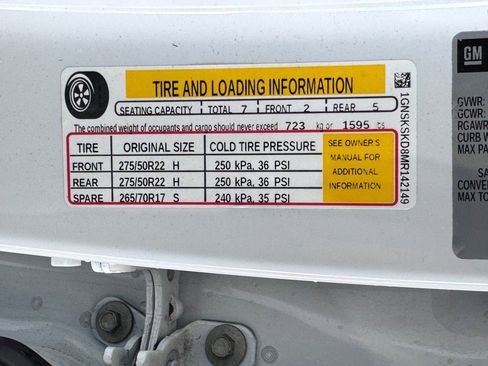 TIRE AND LOADING INFORMATION
SEATING CAPACITY TOTAL 7 FRONT 2 REAR 5
The combined weight of occupants and cargo should never exceed 723 kg or 1595 lbs
TIRE ORIGINAL SIZE COLD TIRE PRESSURE
FRONT 275/50R22 H 250 kPa, 36 PSI
REAR 275/50R22 H 250 kPa, 36 PSI
SPARE 265/70R17 S 240 kPa, 35 PSI
SEE OWNER'S
MANUAL FOR
ADDITIONAL
INFORMATION
1GNSKSKD8MR142149
GM
GVWR:
GCWR:
RGAWR
CURB W
MAX PA
SA
CONVER
MAX TO